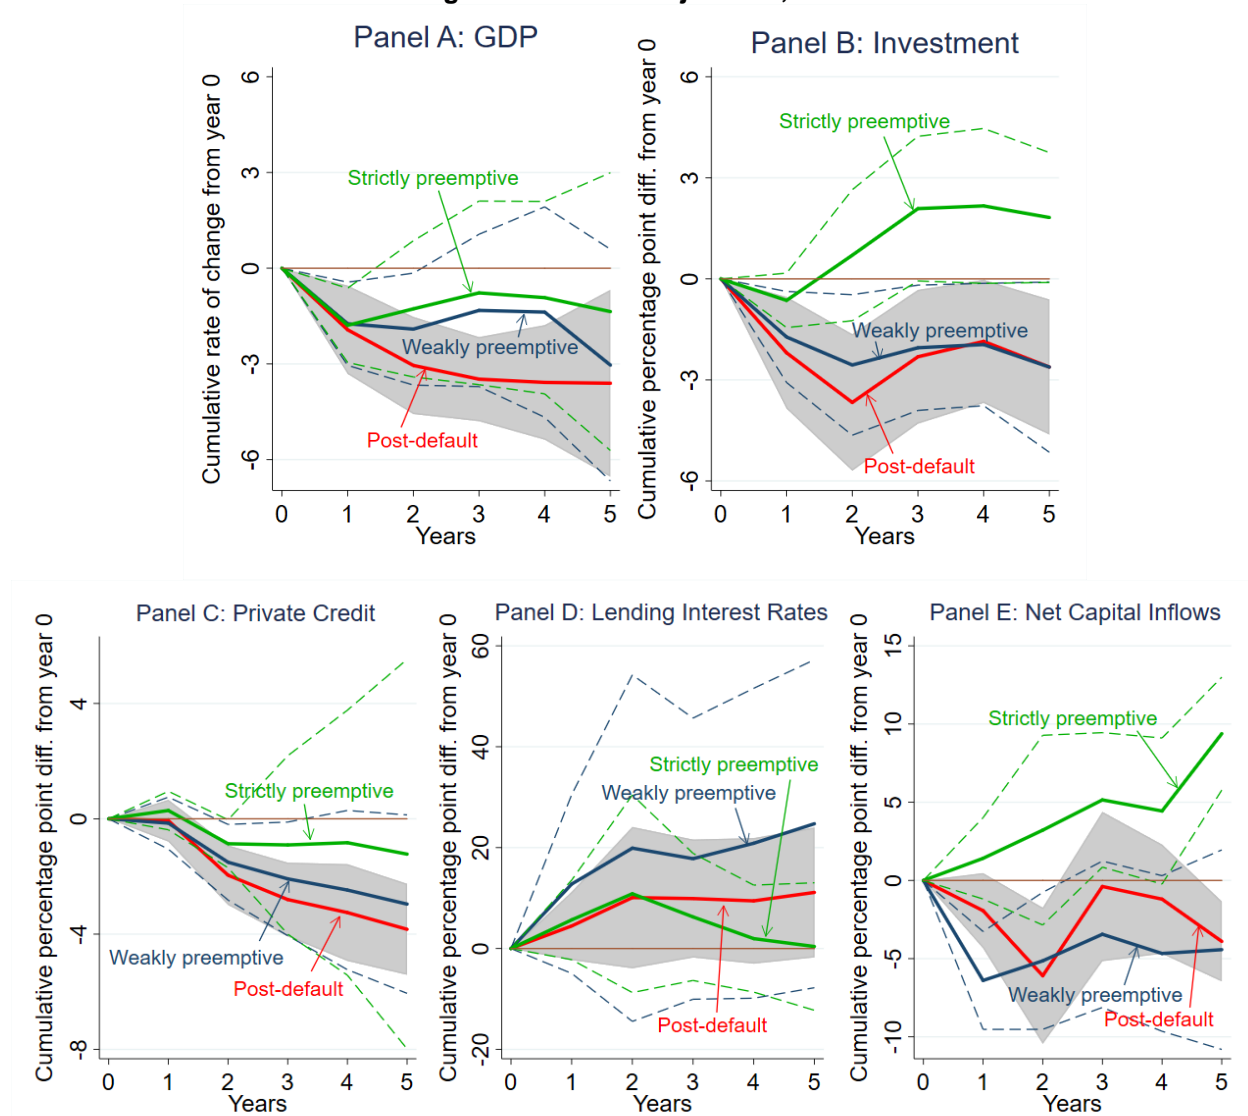 Panel A: GDP
Cumulative rate of change from year 0
6
3
0
-3
-6
Strictly preemptive
Weakly preemptive
Post-default
0 1 2 3 4 5
Years
Panel B: Investment
Cumulative percentage point diff. from year 0
6
3
0
-3
-6
Strictly preemptive
Weakly preemptive
Post-default
0 1 2 3 4 5
Years
Panel C: Private Credit
Cumulative percentage point diff. from year 0
4
0
-4
-8
Strictly preemptive
Weakly preemptive
Post-default
0 1 2 3 4 5
Years
Panel D: Lending Interest Rates
Cumulative percentage point diff. from year 0
60
40
20
0
-20
Strictly preemptive
Weakly preemptive
Post-default
0 1 2 3 4 5
Years
Panel E: Net Capital Inflows
Cumulative percentage point diff. from year 0
15
10
5
0
-5
-10
Strictly preemptive
Weakly preemptive
Post-default
0 1 2 3 4 5
Years